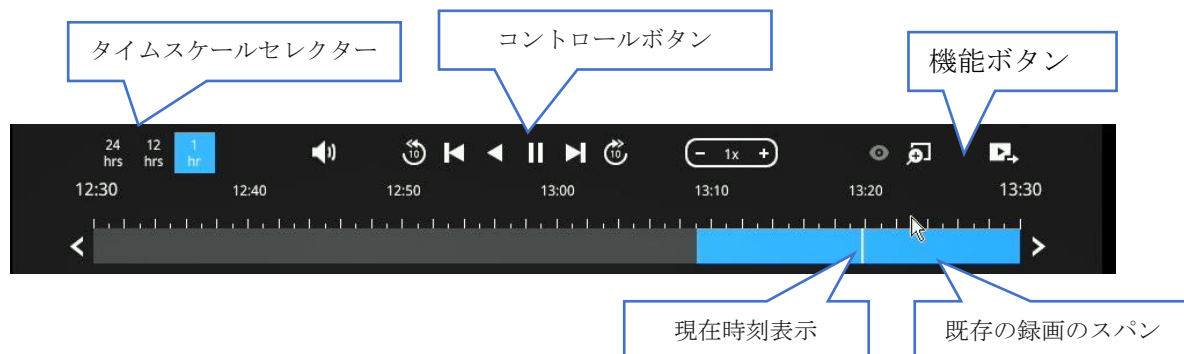 タイムスケールセレクター
コントロールボタン
機能ボタン
24 hrs
12 hrs
1 hr
10
10
− 1x +
12:30 12:40 12:50 13:00 13:10 13:20 13:30
現在時刻表示
既存の録画のスパン